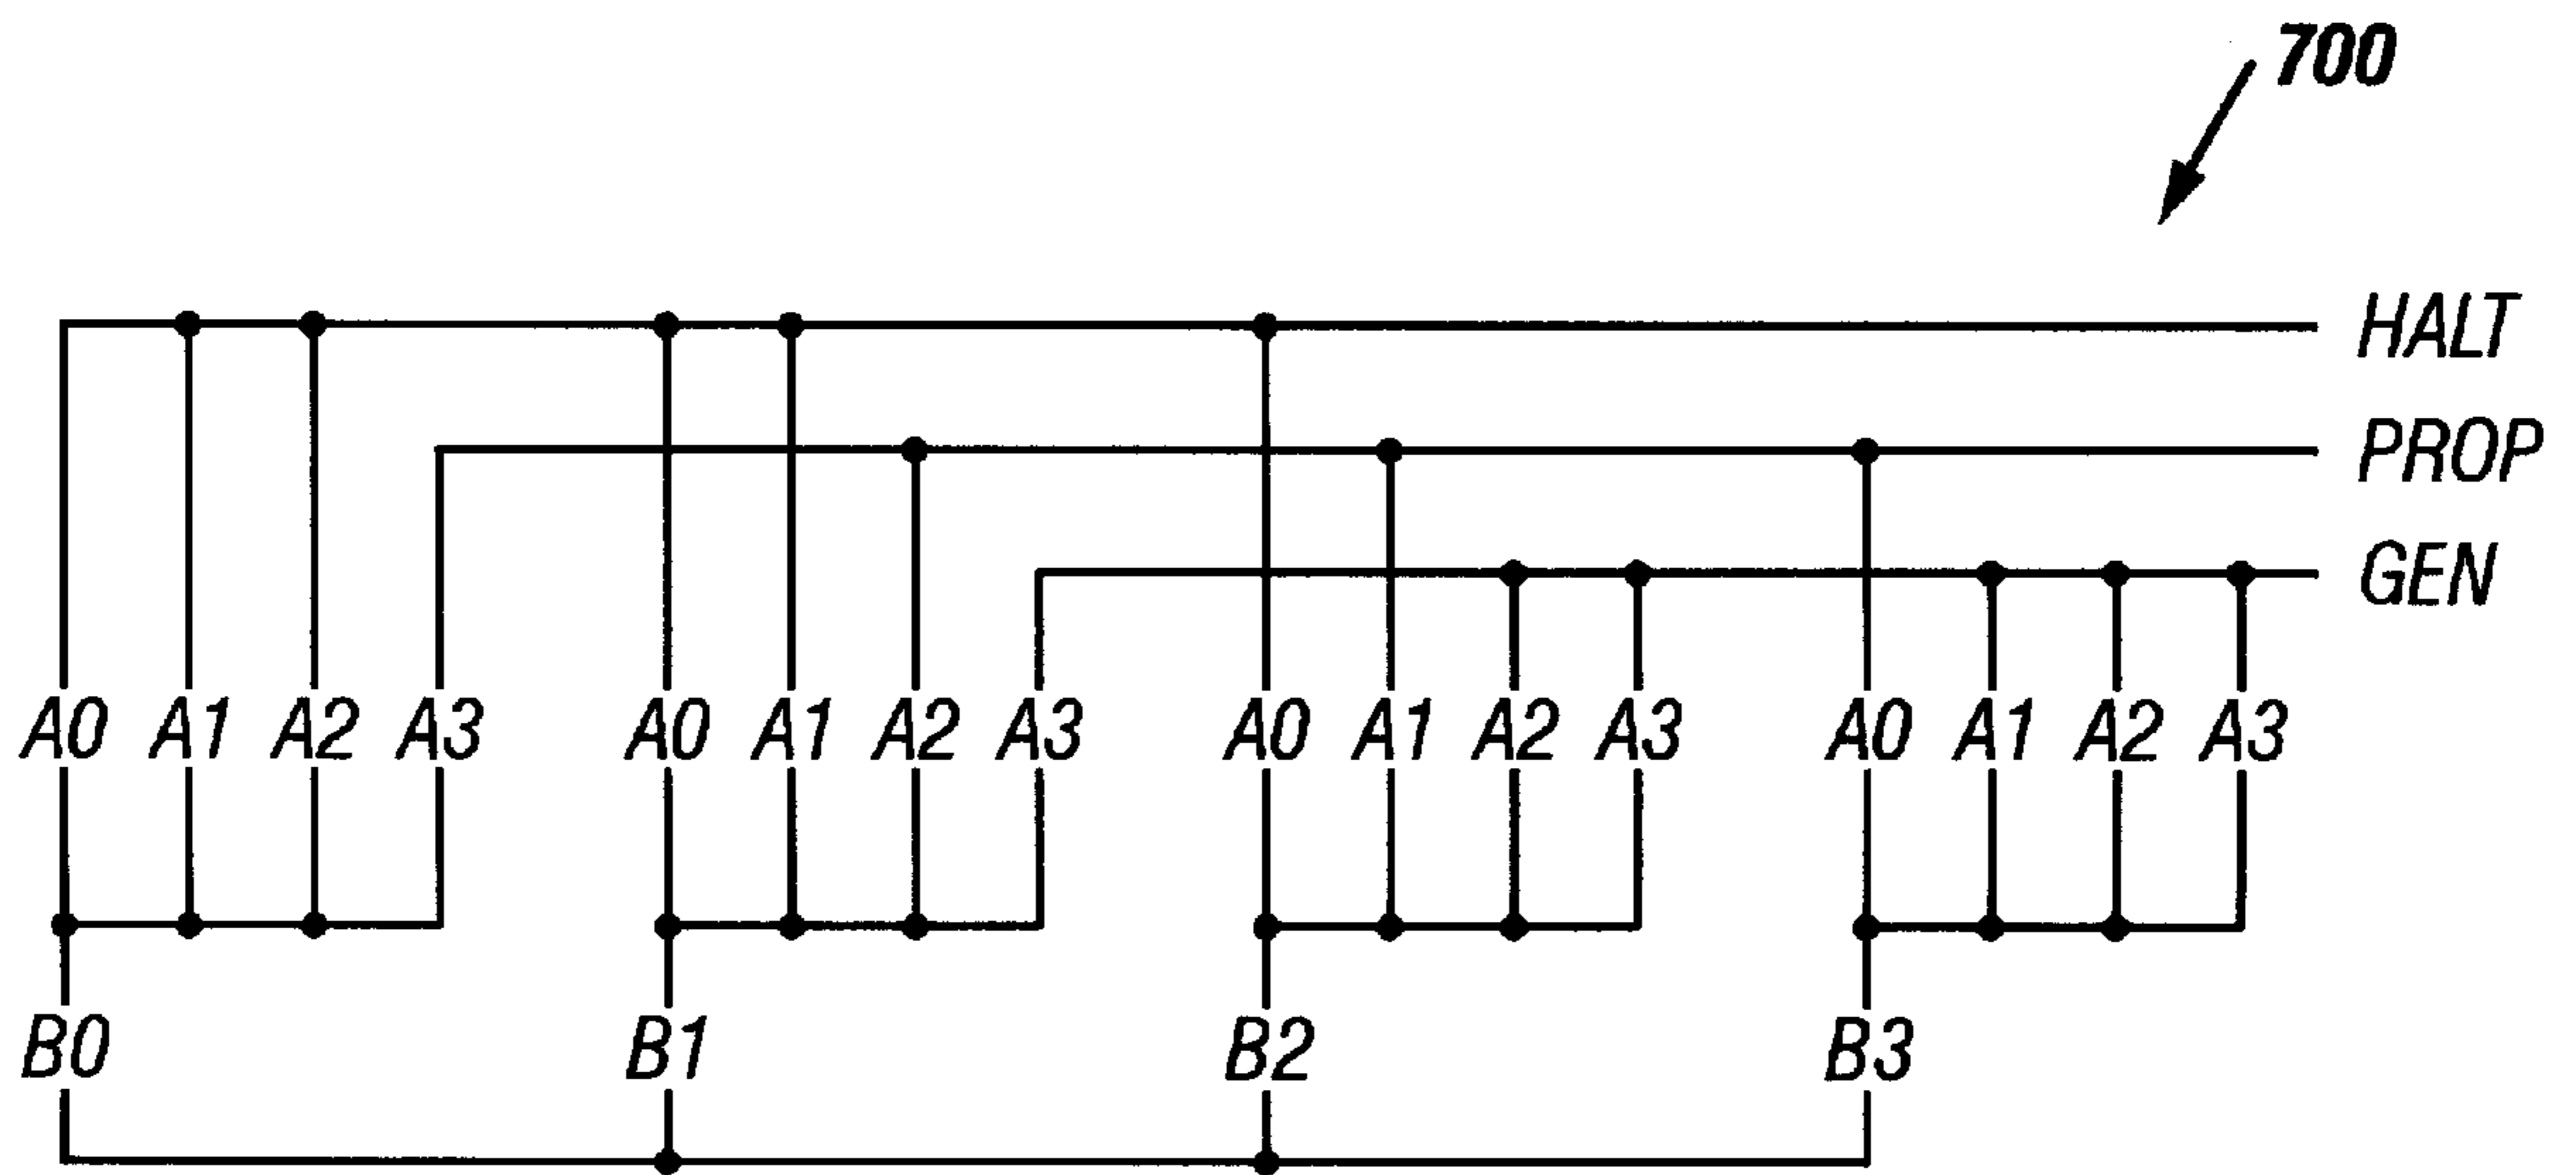 700
HALT
PROP
GEN
A0 A1 A2 A3 A0 A1 A2 A3 A0 A1 A2 A3 A0 A1 A2 A3
B0 B1 B2 B3